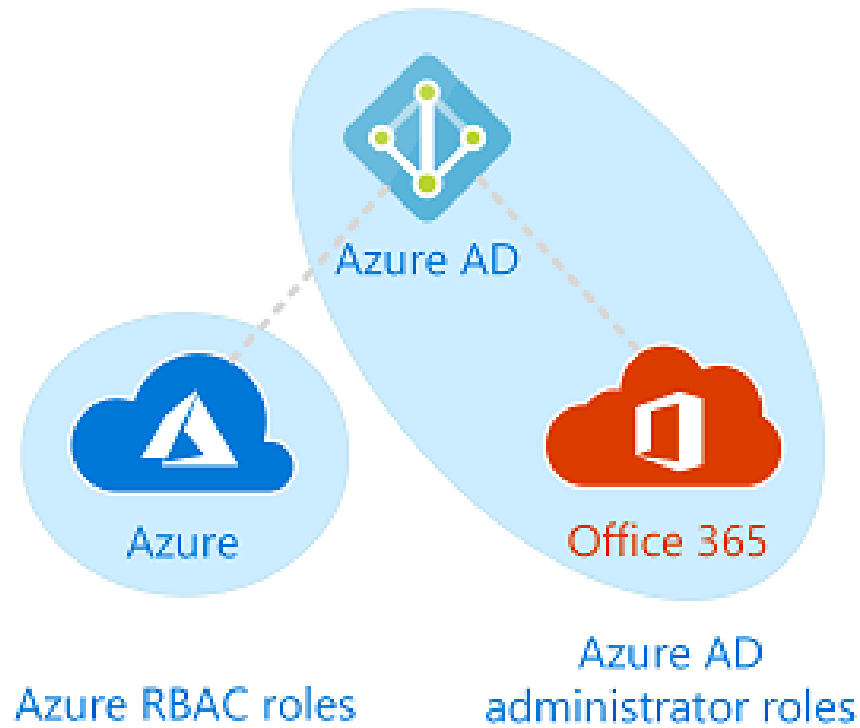 Azure AD
Azure
Office 365
Azure RBAC roles
Azure AD
administrator roles